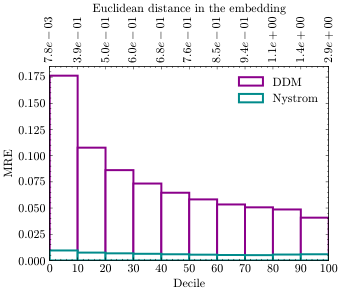 Euclidean distance in the embedding
7.8e − 03
3.9e − 01
5.0e − 01
6.0e − 01
6.8e − 01
7.6e − 01
8.5e − 01
9.4e − 01
1.1e + 00
1.4e + 00
2.9e + 00
0.175
0.150
0.125
0.100
0.075
0.050
0.025
0.000
MRE
DDM
Nystrom
0 10 20 30 40 50 60 70 80 90 100
Decile